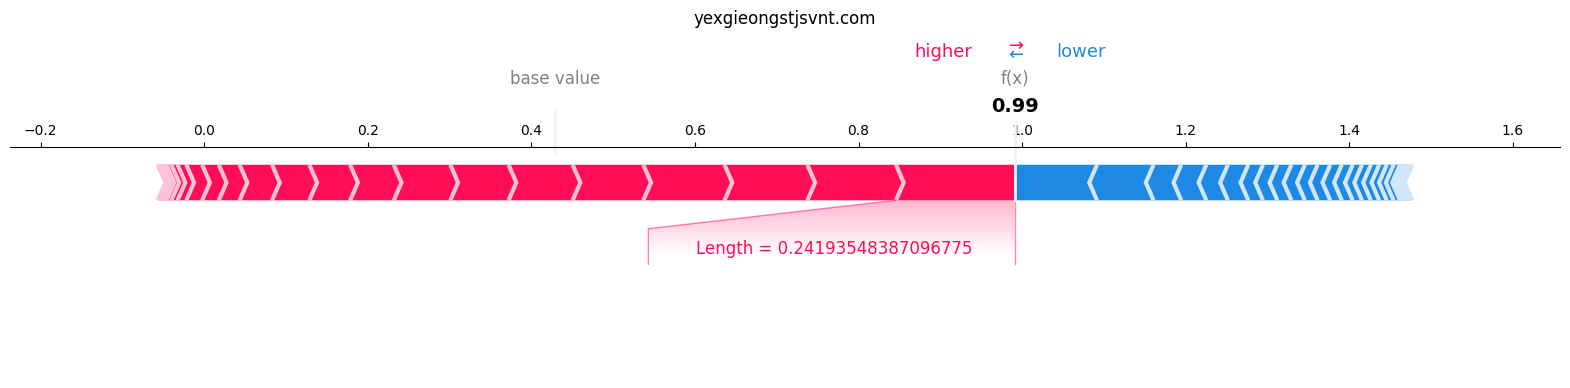 yexgieongstjsvnt.com
higher ⇄ lower
base value f(x)
0.99
−0.2 0.0 0.2 0.4 0.6 0.8 1.0 1.2 1.4 1.6
Length = 0.24193548387096775